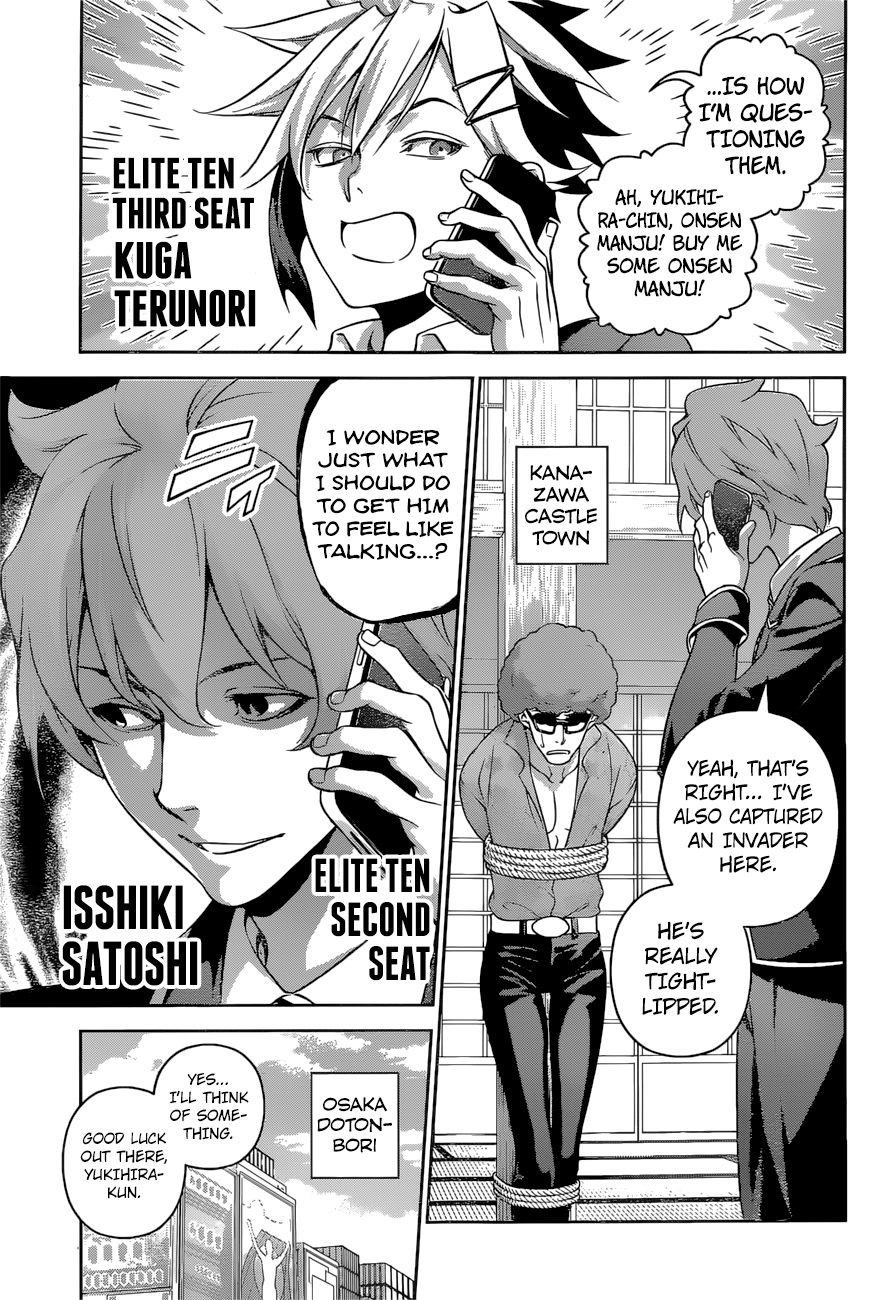 ...IS HOW
I'M QUES-
TIONING
THEM.
AH, YUKIHI-
RA-CHIN, ONSEN
MANJU! BUY ME
SOME ONSEN
MANJU!
ELITE TEN
THIRD SEAT
KUGA
TERUNORI
KANA-
ZAWA
CASTLE
TOWN
YEAH, THAT'S
RIGHT... I'VE
ALSO CAPTURED
AN INVADER
HERE.
HE'S
REALLY
TIGHT-
LIPPED.
I WONDER
JUST WHAT
I SHOULD DO
TO GET HIM
TO FEEL LIKE
TALKING...?
ニィ
ELITE TEN
SECOND
SEAT
ISSHIKI
SATOSHI
OSAKA
DOTON-
BORI
YES...
I'LL THINK
OF SOME-
THING.
GOOD LUCK
OUT THERE,
YUKIHIRA-
KUN.